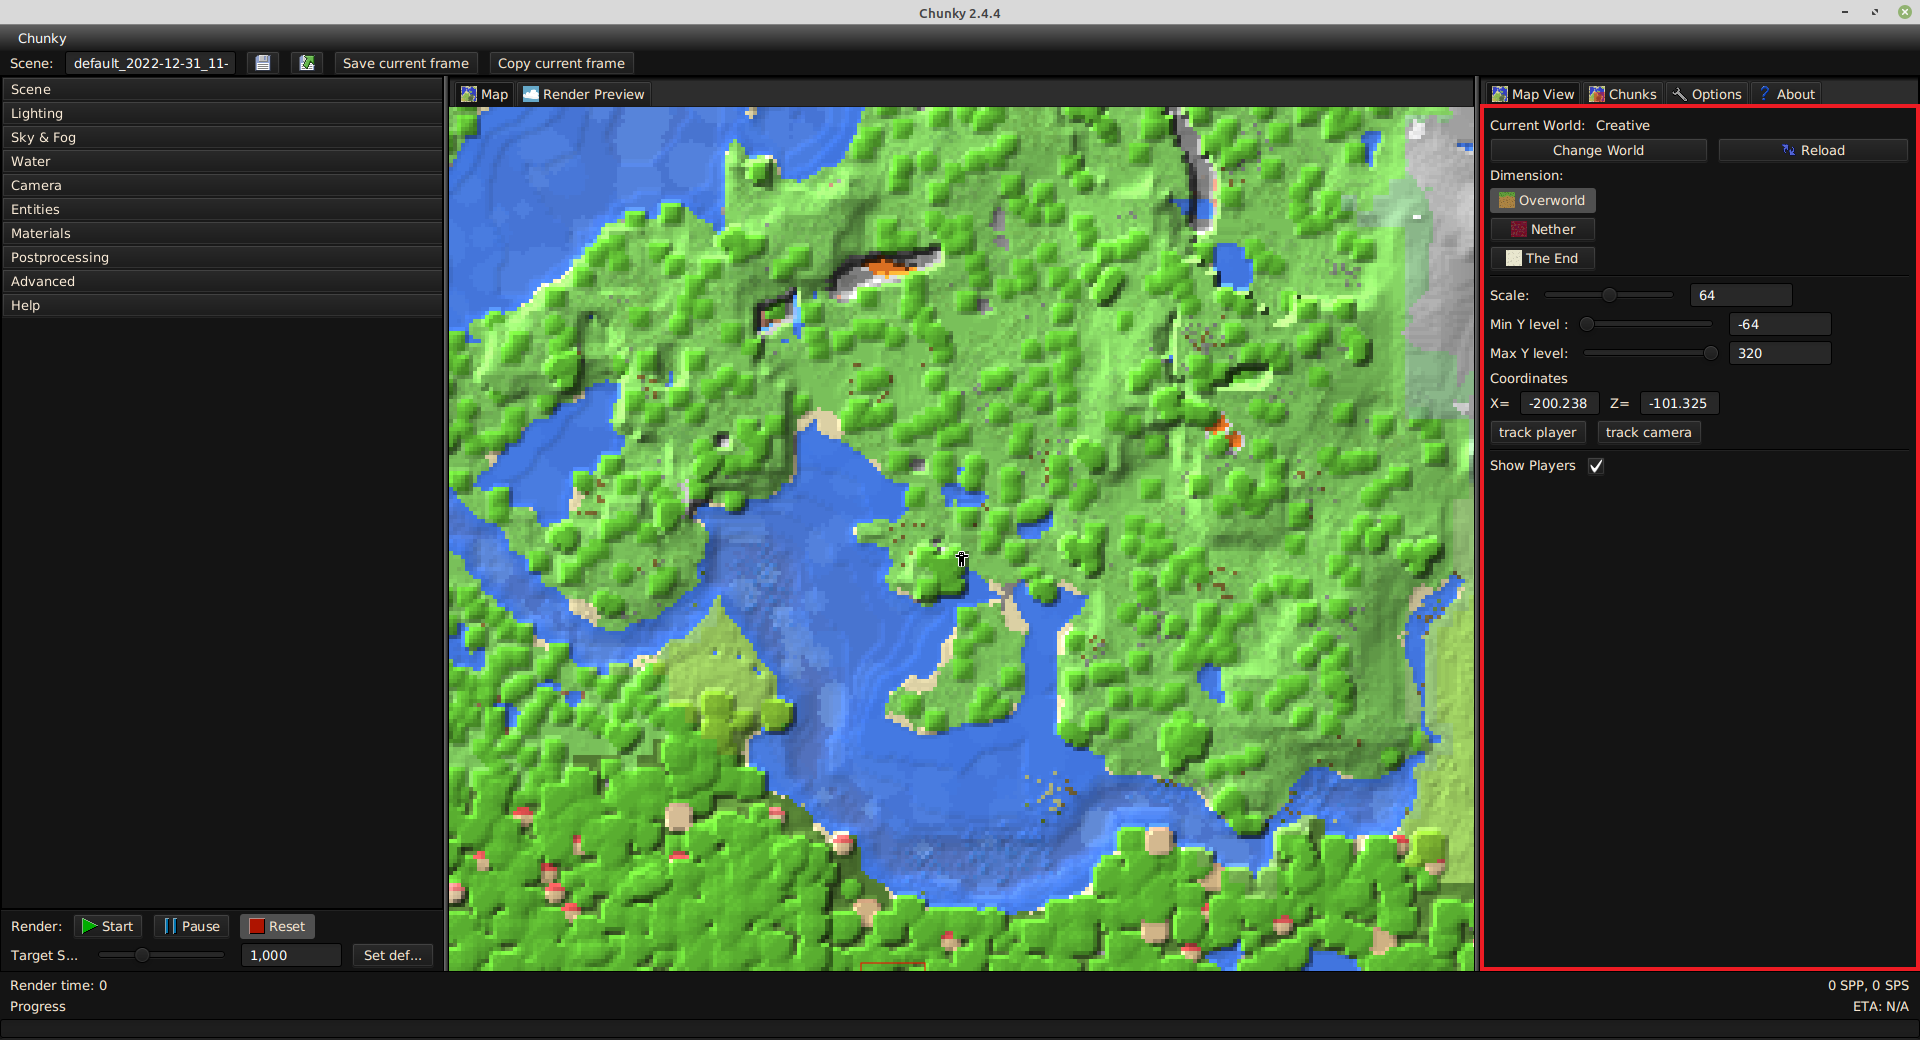 Chunky 2.4.4
Chunky
Scene: default_2022-12-31_11- Save current frame Copy current frame
Scene
Lighting
Sky & Fog
Water
Camera
Entities
Materials
Postprocessing
Advanced
Help
Render: Start Pause Reset
Target S... 1,000 Set def...
Map Render Preview
Map View Chunks Options ? About
Current World: Creative
Change World Reload
Dimension:
Overworld
Nether
The End
Scale: 64
Min Y level : -64
Max Y level: 320
Coordinates
X= -200.238 Z= -101.325
track player track camera
Show Players
Render time: 0 0 SPP, 0 SPS
Progress ETA: N/A